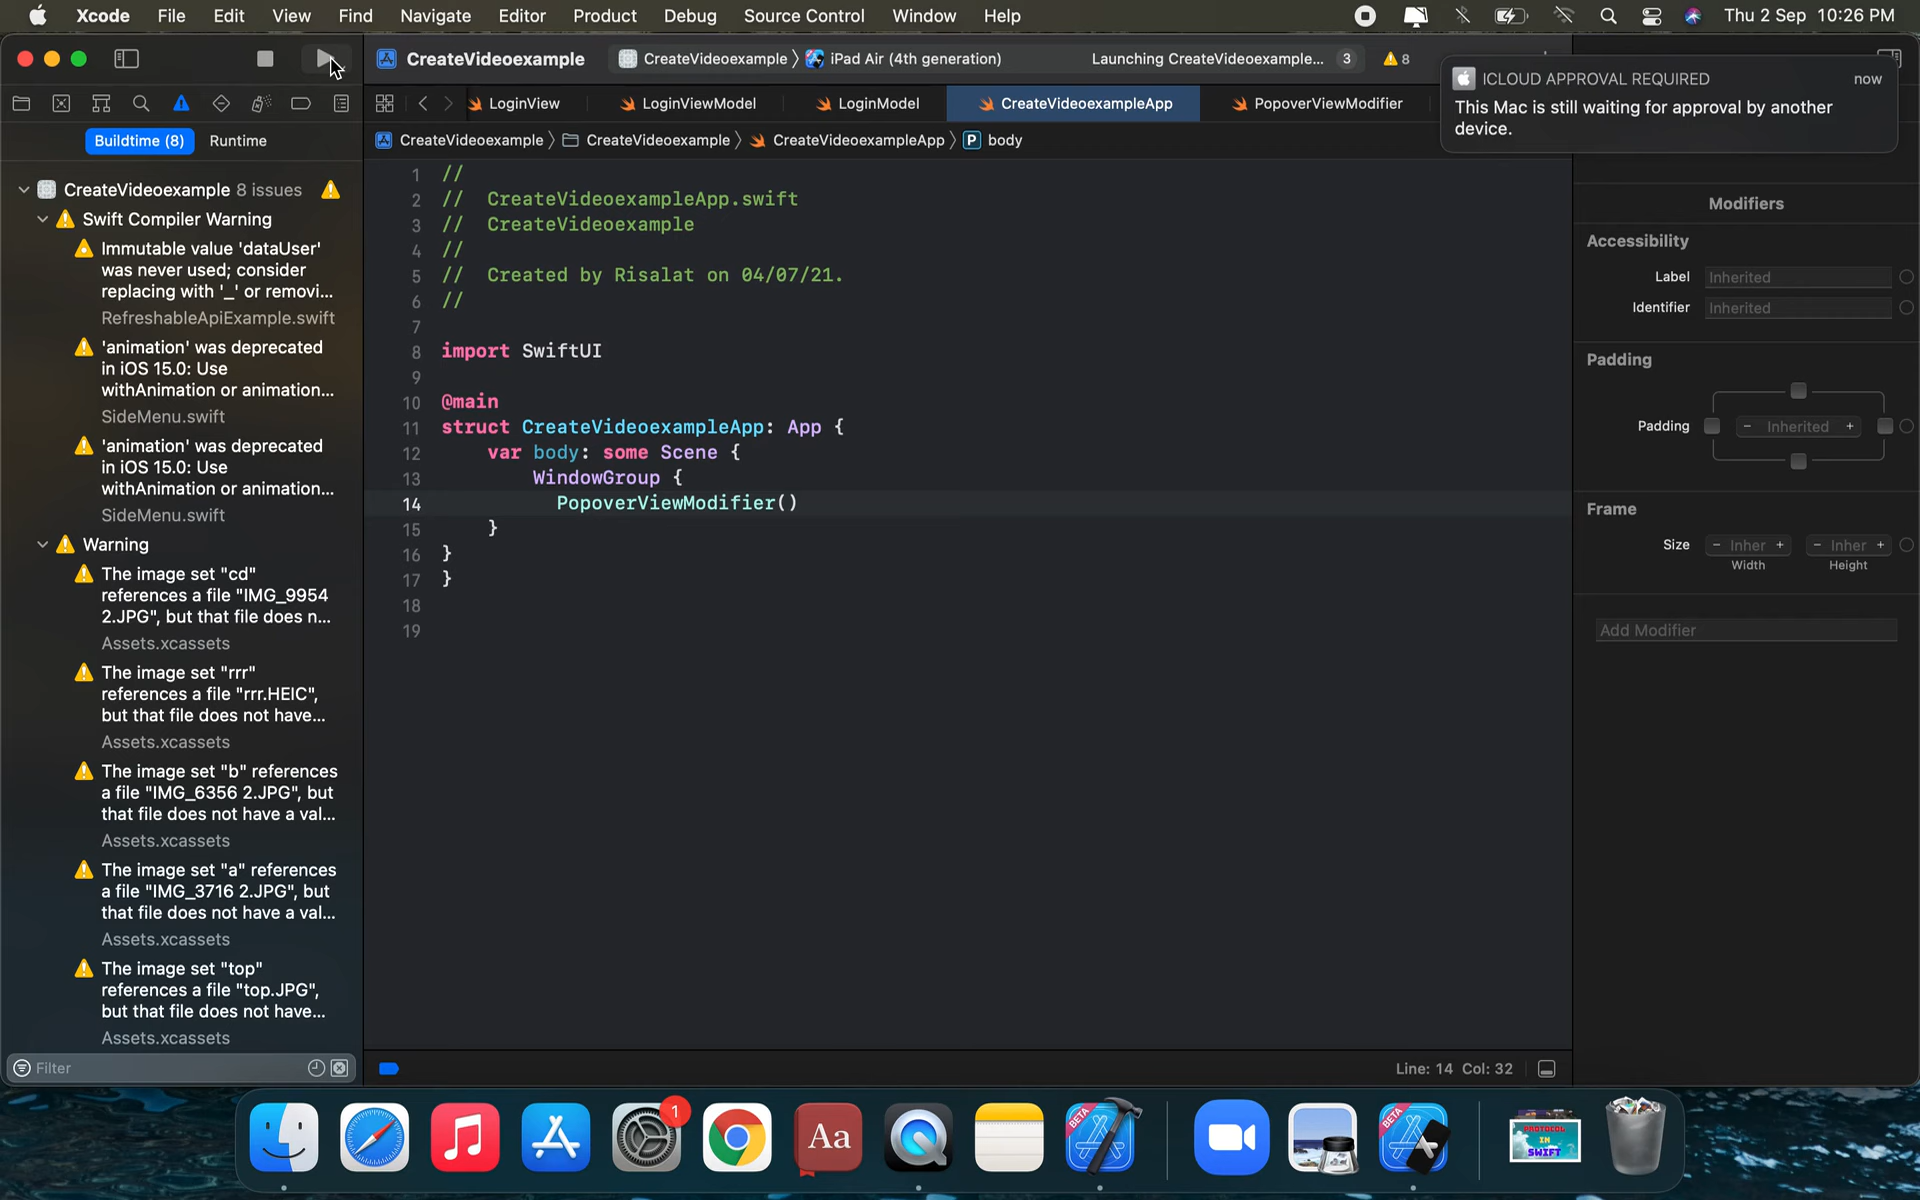 Xcode File Edit View Find Navigate Editor Product Debug Source Control Window Help Thu 2 Sep 10:26 PM
CreateVideoexample CreateVideoexample iPad Air (4th generation) Launching CreateVideoexample... 3 8
ICLOUD APPROVAL REQUIRED now
This Mac is still waiting for approval by another
device.
LoginView LoginViewModel LoginModel CreateVideoexampleApp PopoverViewModifier
Buildtime (8) Runtime
CreateVideoexample CreateVideoexample CreateVideoexampleApp P body
CreateVideoexample 8 issues
Swift Compiler Warning
Immutable value 'dataUser'
was never used; consider
replacing with '_' or removi...
RefreshableApiExample.swift
'animation' was deprecated
in iOS 15.0: Use
withAnimation or animation...
SideMenu.swift
'animation' was deprecated
in iOS 15.0: Use
withAnimation or animation...
SideMenu.swift
Warning
The image set "cd"
references a file "IMG_9954
2.JPG", but that file does n...
Assets.xcassets
The image set "rrr"
references a file "rrr.HEIC",
but that file does not have...
Assets.xcassets
The image set "b" references
a file "IMG_6356 2.JPG", but
that file does not have a val...
Assets.xcassets
The image set "a" references
a file "IMG_3716 2.JPG", but
that file does not have a val...
Assets.xcassets
The image set "top"
references a file "top.JPG",
but that file does not have...
Assets.xcassets
Filter
1 //
2 // CreateVideoexampleApp.swift
3 // CreateVideoexample
4 //
5 // Created by Risalat on 04/07/21.
6 //
7
8 import SwiftUI
9
10 @main
11 struct CreateVideoexampleApp: App {
12 var body: some Scene {
13 WindowGroup {
14 PopoverViewModifier()
15 }
16 }
17 }
18
19
Line: 14 Col: 32
Modifiers
Accessibility
Label Inherited
Identifier Inherited
Padding
Padding - Inherited +
Frame
Size - Inher + - Inher +
Width Height
Add Modifier
1
Aa
BETA
BETA
PROTOCOL
IN
SWIFT